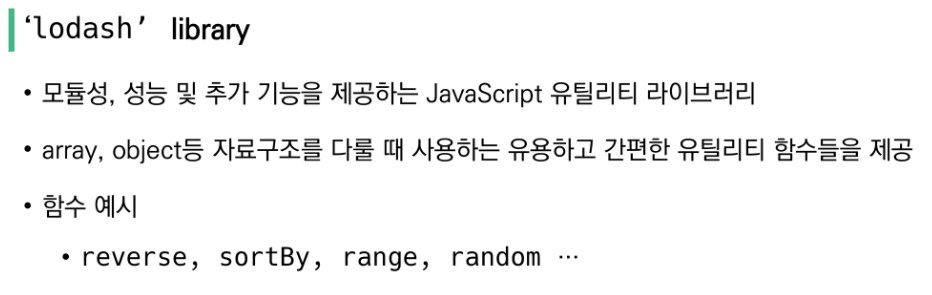 ‘lodash’ library
• 모듈성, 성능 및 추가 기능을 제공하는 JavaScript 유틸리티 라이브러리
• array, object등 자료구조를 다룰 때 사용하는 유용하고 간편한 유틸리티 함수들을 제공
• 함수 예시
• reverse, sortBy, range, random …